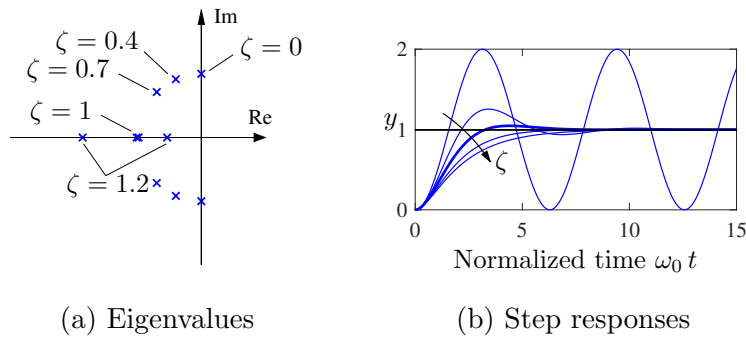 Im
ζ = 0.4
ζ = 0
ζ = 0.7
ζ = 1
Re
ζ = 1.2
(a) Eigenvalues
2
y
1
0
ζ
0
5
10
15
Normalized time ω₀ t
(b) Step responses